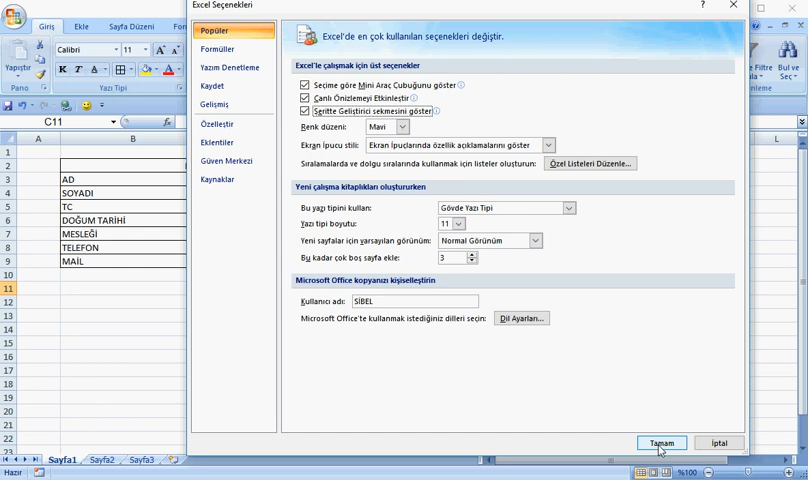 Excel Seçenekleri
Giriş
Ekle
Sayfa Düzeni
Calibri
11
Yapıştır
K T A
Pano
Yazı Tipi
Bul ve
Seç
C11
A
B
L
1
2
3
4
5
6
7
8
9
10
11
12
13
14
15
16
17
18
19
20
21
22
23
AD
SOYADI
TC
DOĞUM TARİHİ
MESLEĞİ
TELEFON
MAİL
Popüler
Formüller
Yazım Denetleme
Kaydet
Gelişmiş
Özelleştir
Eklentiler
Güven Merkezi
Kaynaklar
Excel'de en çok kullanılan seçenekleri değiştir.
Excel'le çalışmak için üst seçenekler
Seçime göre Mini Araç Çubuğunu göster
Canlı Önizlemeyi Etkinleştir
Şeritte Geliştirici sekmesini göster
Renk düzeni: Mavi
Ekran İpucu stili: Ekran İpuçlarında özellik açıklamalarını göster
Sıralamalarda ve dolgu sıralarında kullanmak için listeler oluşturun: Özel Listeleri Düzenle...
Yeni çalışma kitaplıkları oluştururken
Bu yazı tipini kullan: Gövde Yazı Tipi
Yazı tipi boyutu: 11
Yeni sayfalar için varsayılan görünüm: Normal Görünüm
Bu kadar çok boş sayfa ekle: 3
Microsoft Office kopyanızı kişiselleştirin
Kullanıcı adı: SİBEL
Microsoft Office'te kullanmak istediğiniz dilleri seçin: Dil Ayarları...
Tamam
İptal
Sayfa1 Sayfa2 Sayfa3
Hazır
%100